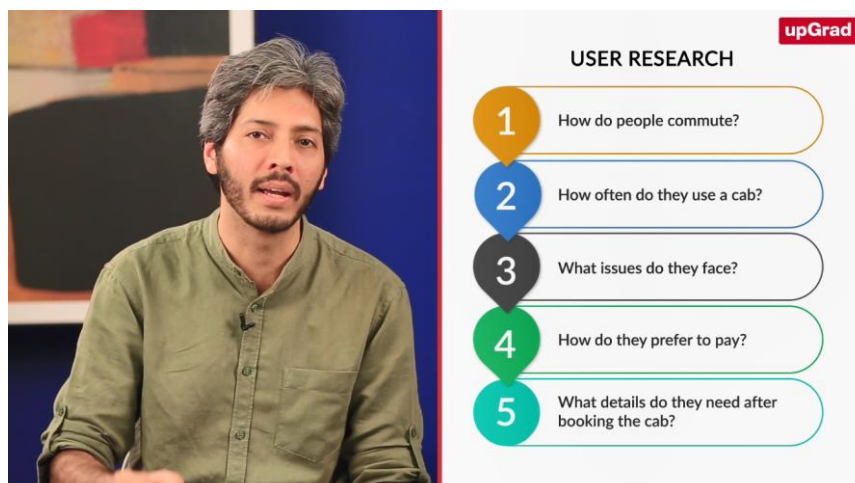 upGrad
USER RESEARCH
1
How do people commute?
2
How often do they use a cab?
3
What issues do they face?
4
How do they prefer to pay?
5
What details do they need after
booking the cab?